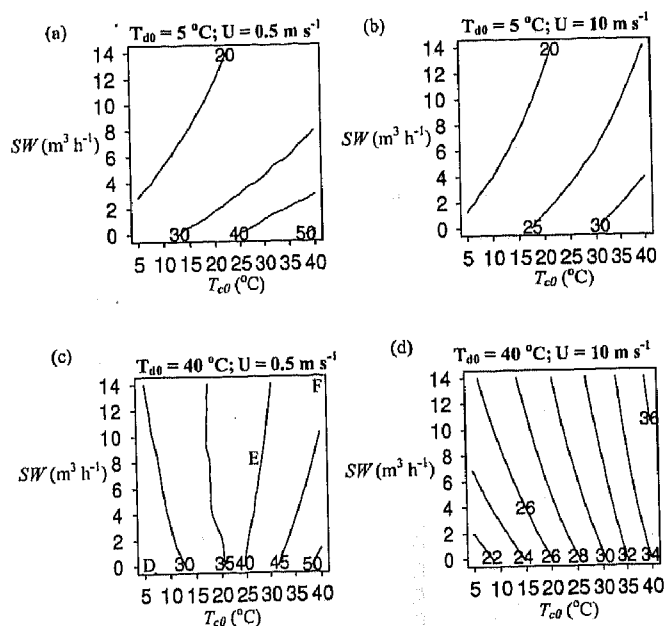 (a)
T_d0 = 5 °C; U = 0.5 m s⁻¹
14
12
10
8
6
4
2
0
SW (m³ h⁻¹)
20
30
40
50
5 10 15 20 25 30 35 40
T_c0 (°C)
(b)
T_d0 = 5 °C; U = 10 m s⁻¹
14
12
10
8
6
4
2
0
SW (m³ h⁻¹)
20
25
30
5 10 15 20 25 30 35 40
T_c0 (°C)
(c)
T_d0 = 40 °C; U = 0.5 m s⁻¹
14
12
10
8
6
4
2
0
SW (m³ h⁻¹)
F
E
D 30 35 40 45 50
5 10 15 20 25 30 35 40
T_c0 (°C)
(d)
T_d0 = 40 °C; U = 10 m s⁻¹
14
12
10
8
6
4
2
0
SW (m³ h⁻¹)
36
26
22 24 26 28 30 32 34
5 10 15 20 25 30 35 40
T_c0 (°C)